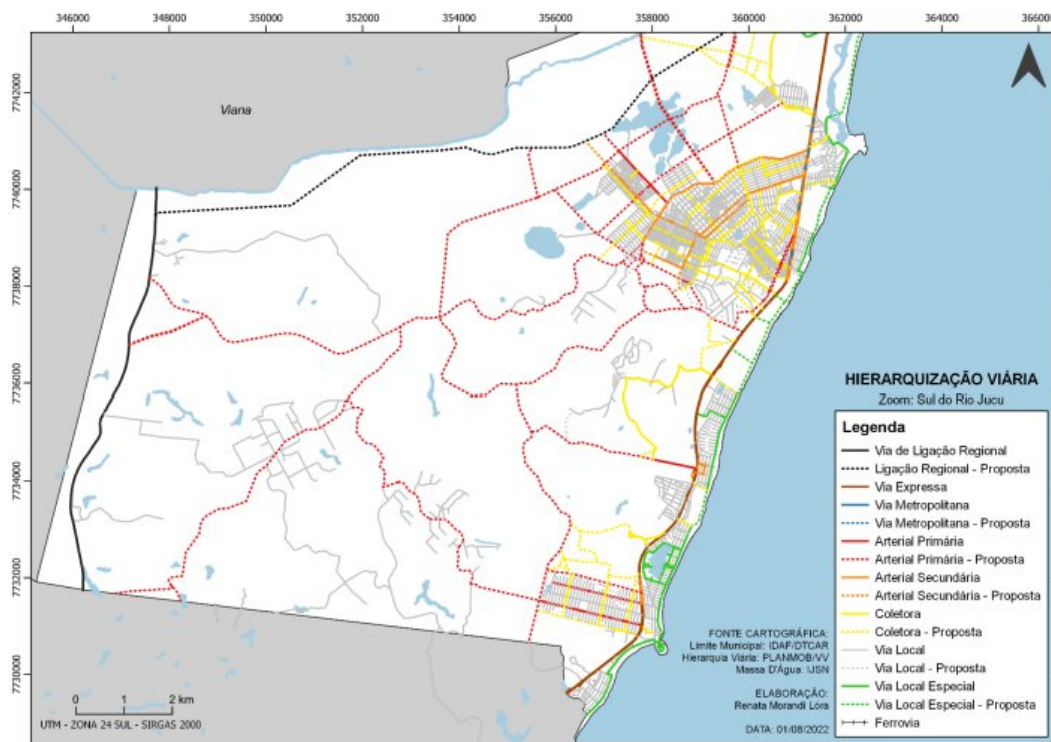 346000 348000 350000 352000 354000 356000 358000 360000 362000 364000 366000
7742000
7740000
7738000
7736000
7734000
7732000
7730000
Viana
HIERARQUIZAÇÃO VIÁRIA
Zoom: Sul do Rio Jucu
Legenda
Via de Ligação Regional
Ligação Regional - Proposta
Via Expressa
Via Metropolitana
Via Metropolitana - Proposta
Arterial Primária
Arterial Primária - Proposta
Arterial Secundária
Arterial Secundária - Proposta
Coletora
Coletora - Proposta
Via Local
Via Local - Proposta
Via Local Especial
Via Local Especial - Proposta
Ferrovia
FONTE CARTOGRÁFICA:
Limite Municipal: IDAF/DTCAR
Hierarquia Viária: PLANMOB/VV
Massa D'Água: IJSN
ELABORAÇÃO:
Renata Morandi Lóra
DATA: 01/08/2022
0 1 2 km
UTM - ZONA 24 SUL - SIRGAS 2000